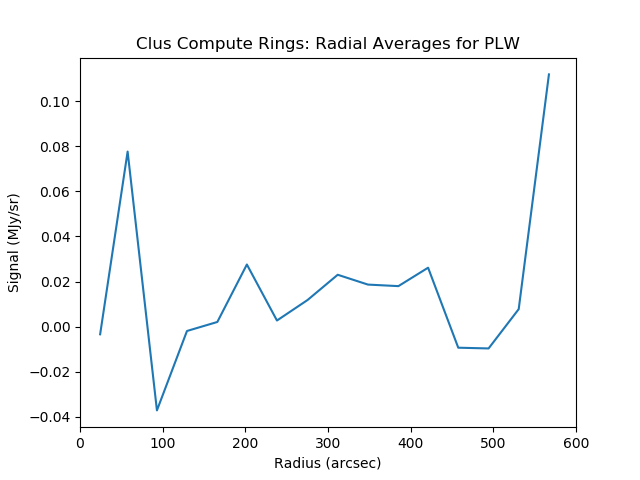 Clus Compute Rings: Radial Averages for PLW
Signal (MJy/sr)
0.10
0.08
0.06
0.04
0.02
0.00
−0.02
−0.04
0 100 200 300 400 500 600
Radius (arcsec)